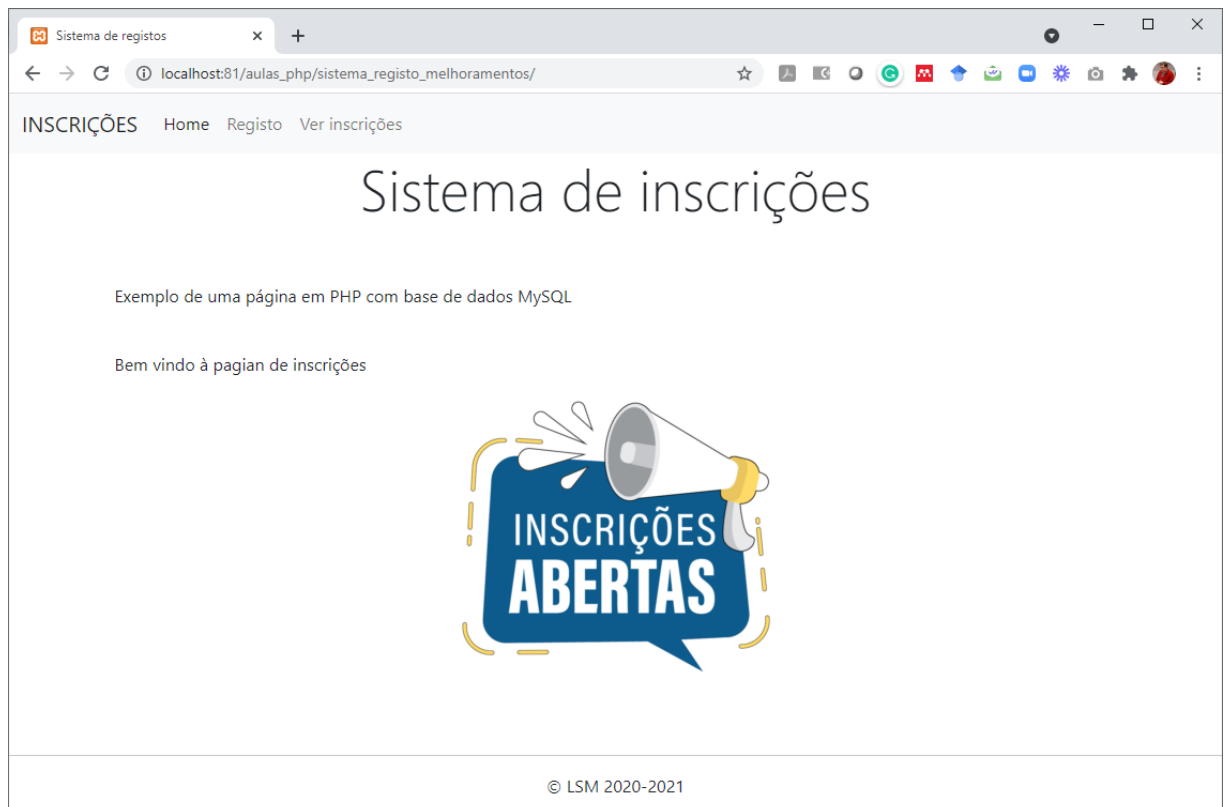 Sistema de registos
localhost:81/aulas_php/sistema_registo_melhoramentos/
INSCRIÇÕES Home Registo Ver inscrições
Sistema de inscrições
Exemplo de uma página em PHP com base de dados MySQL
Bem vindo à pagian de inscrições
INSCRIÇÕES
ABERTAS
© LSM 2020-2021